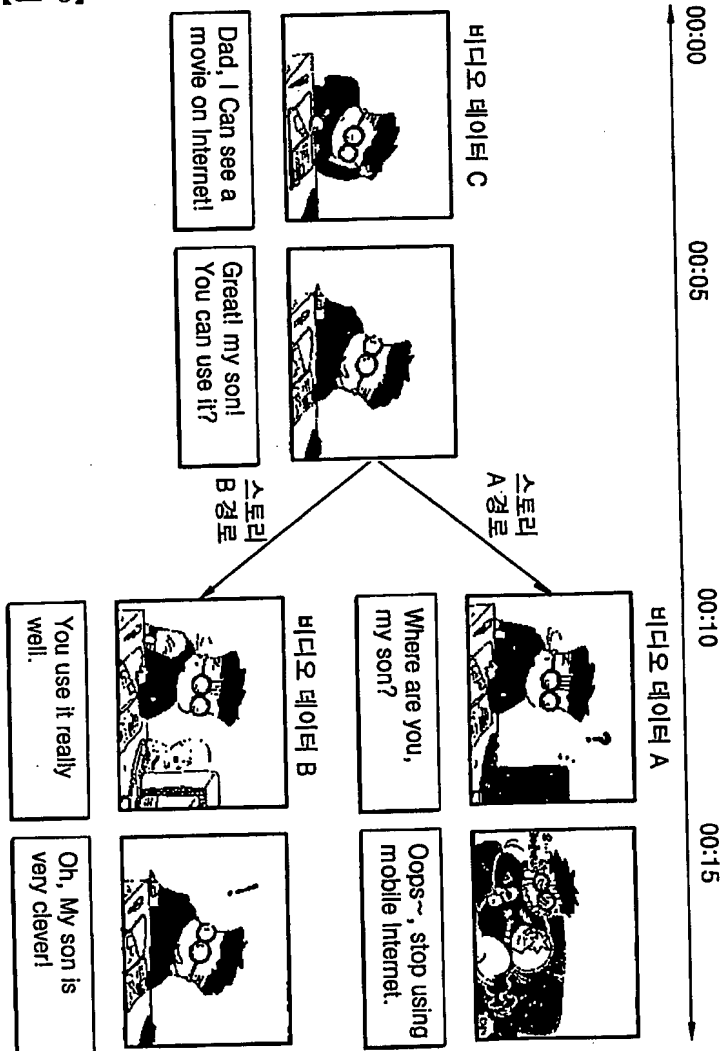 00:00
00:05
00:10
00:15
비디오 데이터 C
Dad, I Can see a
movie on Internet!
Great! my son!
You can use it?
스토리
A 경로
스토리
B 경로
비디오 데이터 A
Where are you,
my son?
Oops~, stop using
mobile Internet.
비디오 데이터 B
You use it really
well.
Oh, My son is
very clever!